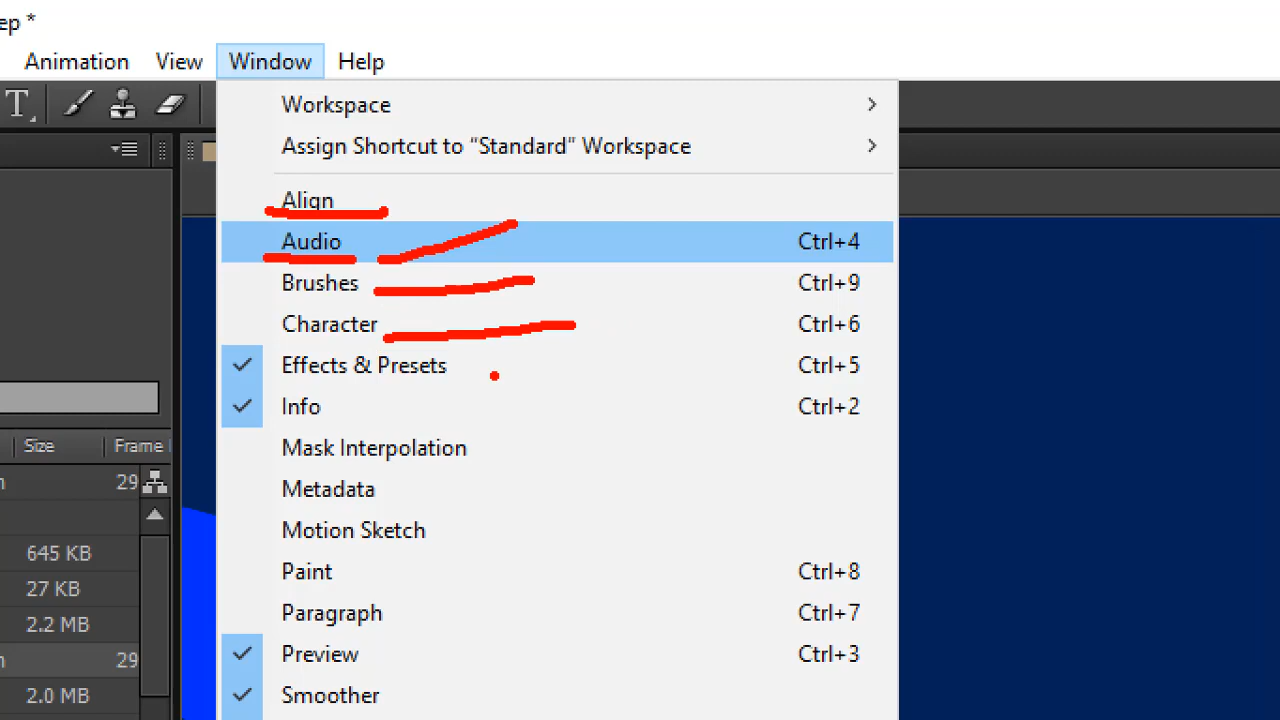 ep *
Animation View Window Help
T
Workspace
Assign Shortcut to “Standard” Workspace
Align
Audio Ctrl+4
Brushes Ctrl+9
Character Ctrl+6
Effects & Presets Ctrl+5
Info Ctrl+2
Mask Interpolation
Metadata
Motion Sketch
Paint Ctrl+8
Paragraph Ctrl+7
Preview Ctrl+3
Smoother
Size Frame
n 29
645 KB
27 KB
2.2 MB
n 29
2.0 MB